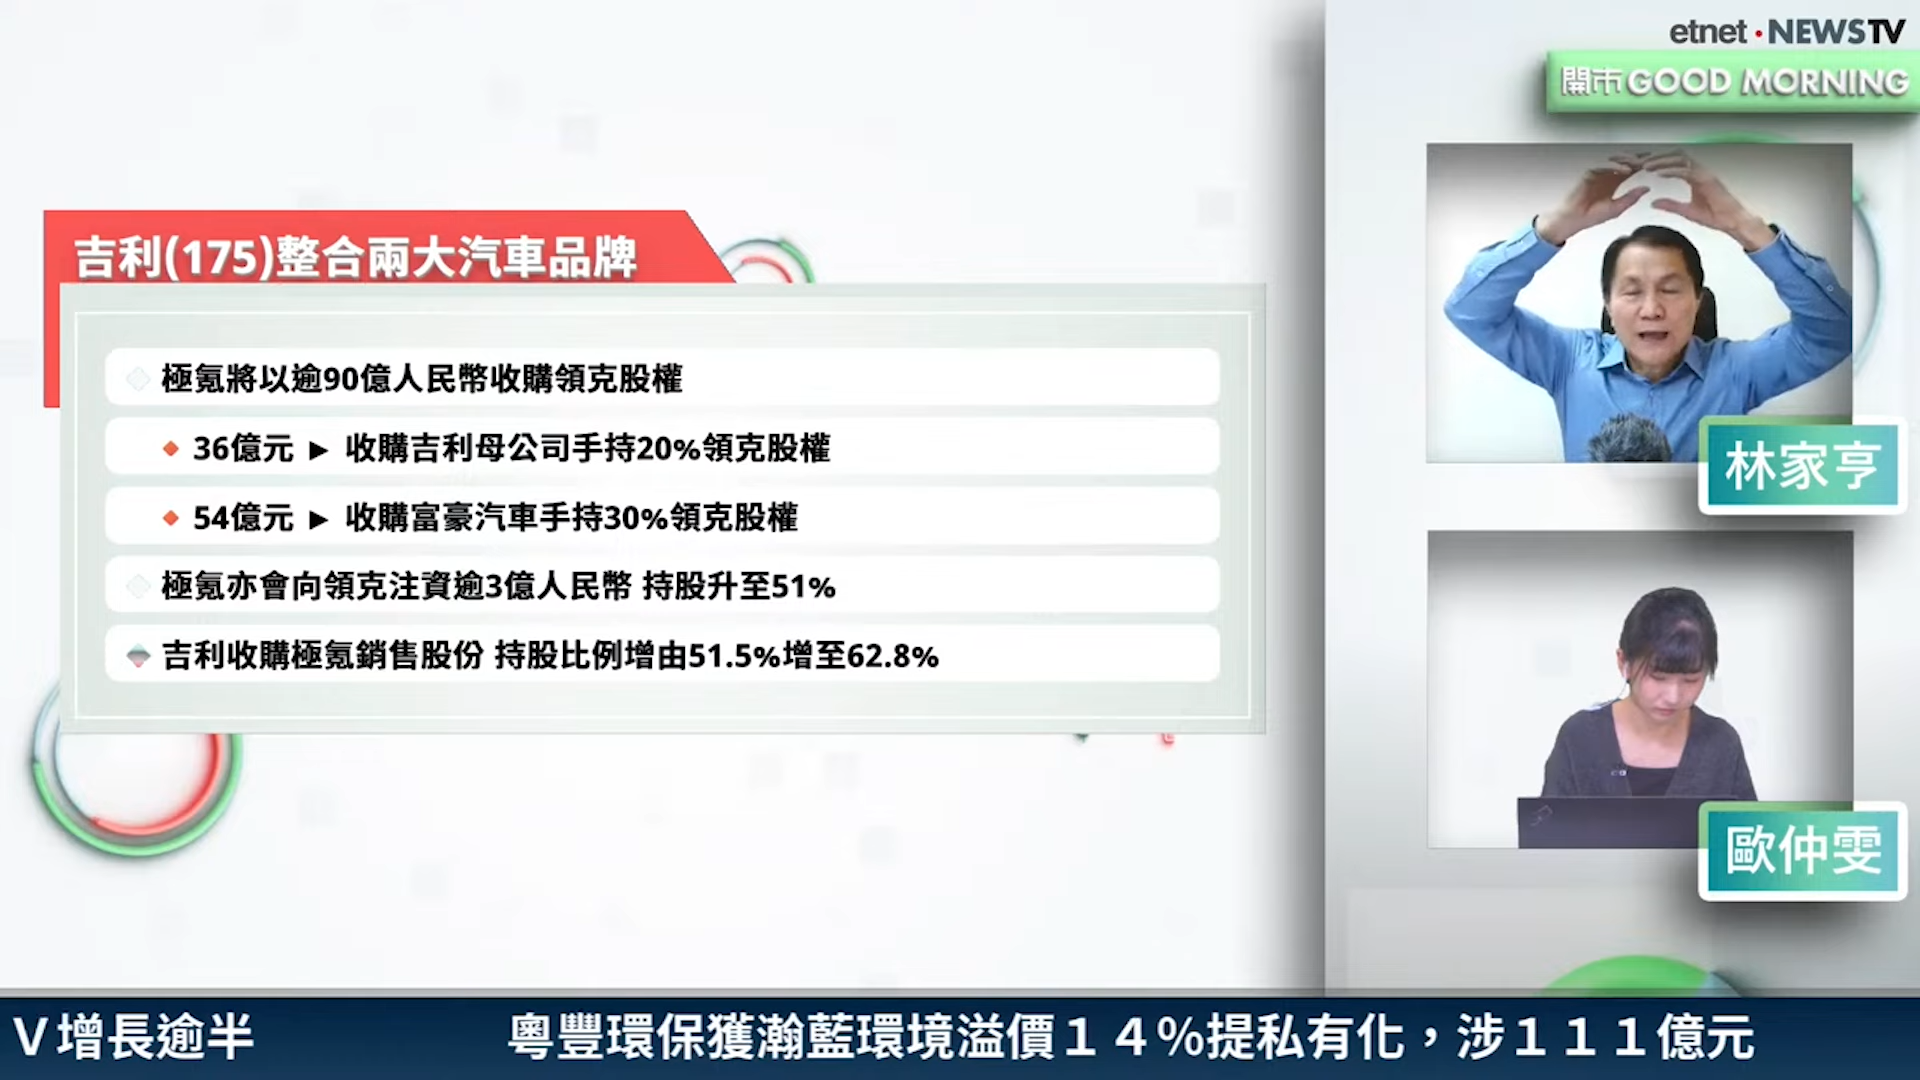 etnet·NEWSTV
開市GOOD MORNING
吉利(175)整合兩大汽車品牌
極氪將以逾90億人民幣收購領克股權
36億元 ▶ 收購吉利母公司手持20%領克股權
54億元 ▶ 收購富豪汽車手持30%領克股權
極氪亦會向領克注資逾3億人民幣 持股升至51%
吉利收購極氪銷售股份 持股比例增由51.5%增至62.8%
林家亨
歐仲雯
Ｖ增長逾半 粵豐環保獲瀚藍環境溢價１４%提私有化，涉１１１億元